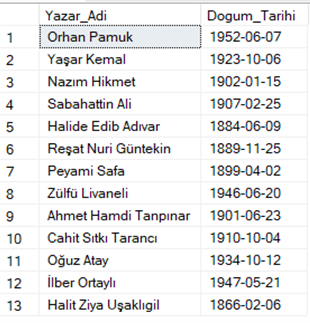 Yazar_Adi Dogum_Tarihi
1 Orhan Pamuk 1952-06-07
2 Yaşar Kemal 1923-10-06
3 Nazım Hikmet 1902-01-15
4 Sabahattin Ali 1907-02-25
5 Halide Edib Adıvar 1884-06-09
6 Reşat Nuri Güntekin 1889-11-25
7 Peyami Safa 1899-04-02
8 Zülfü Livaneli 1946-06-20
9 Ahmet Hamdi Tanpınar 1901-06-23
10 Cahit Sıtkı Tarancı 1910-10-04
11 Oğuz Atay 1934-10-12
12 İlber Ortaylı 1947-05-21
13 Halit Ziya Uşaklıgil 1866-02-06